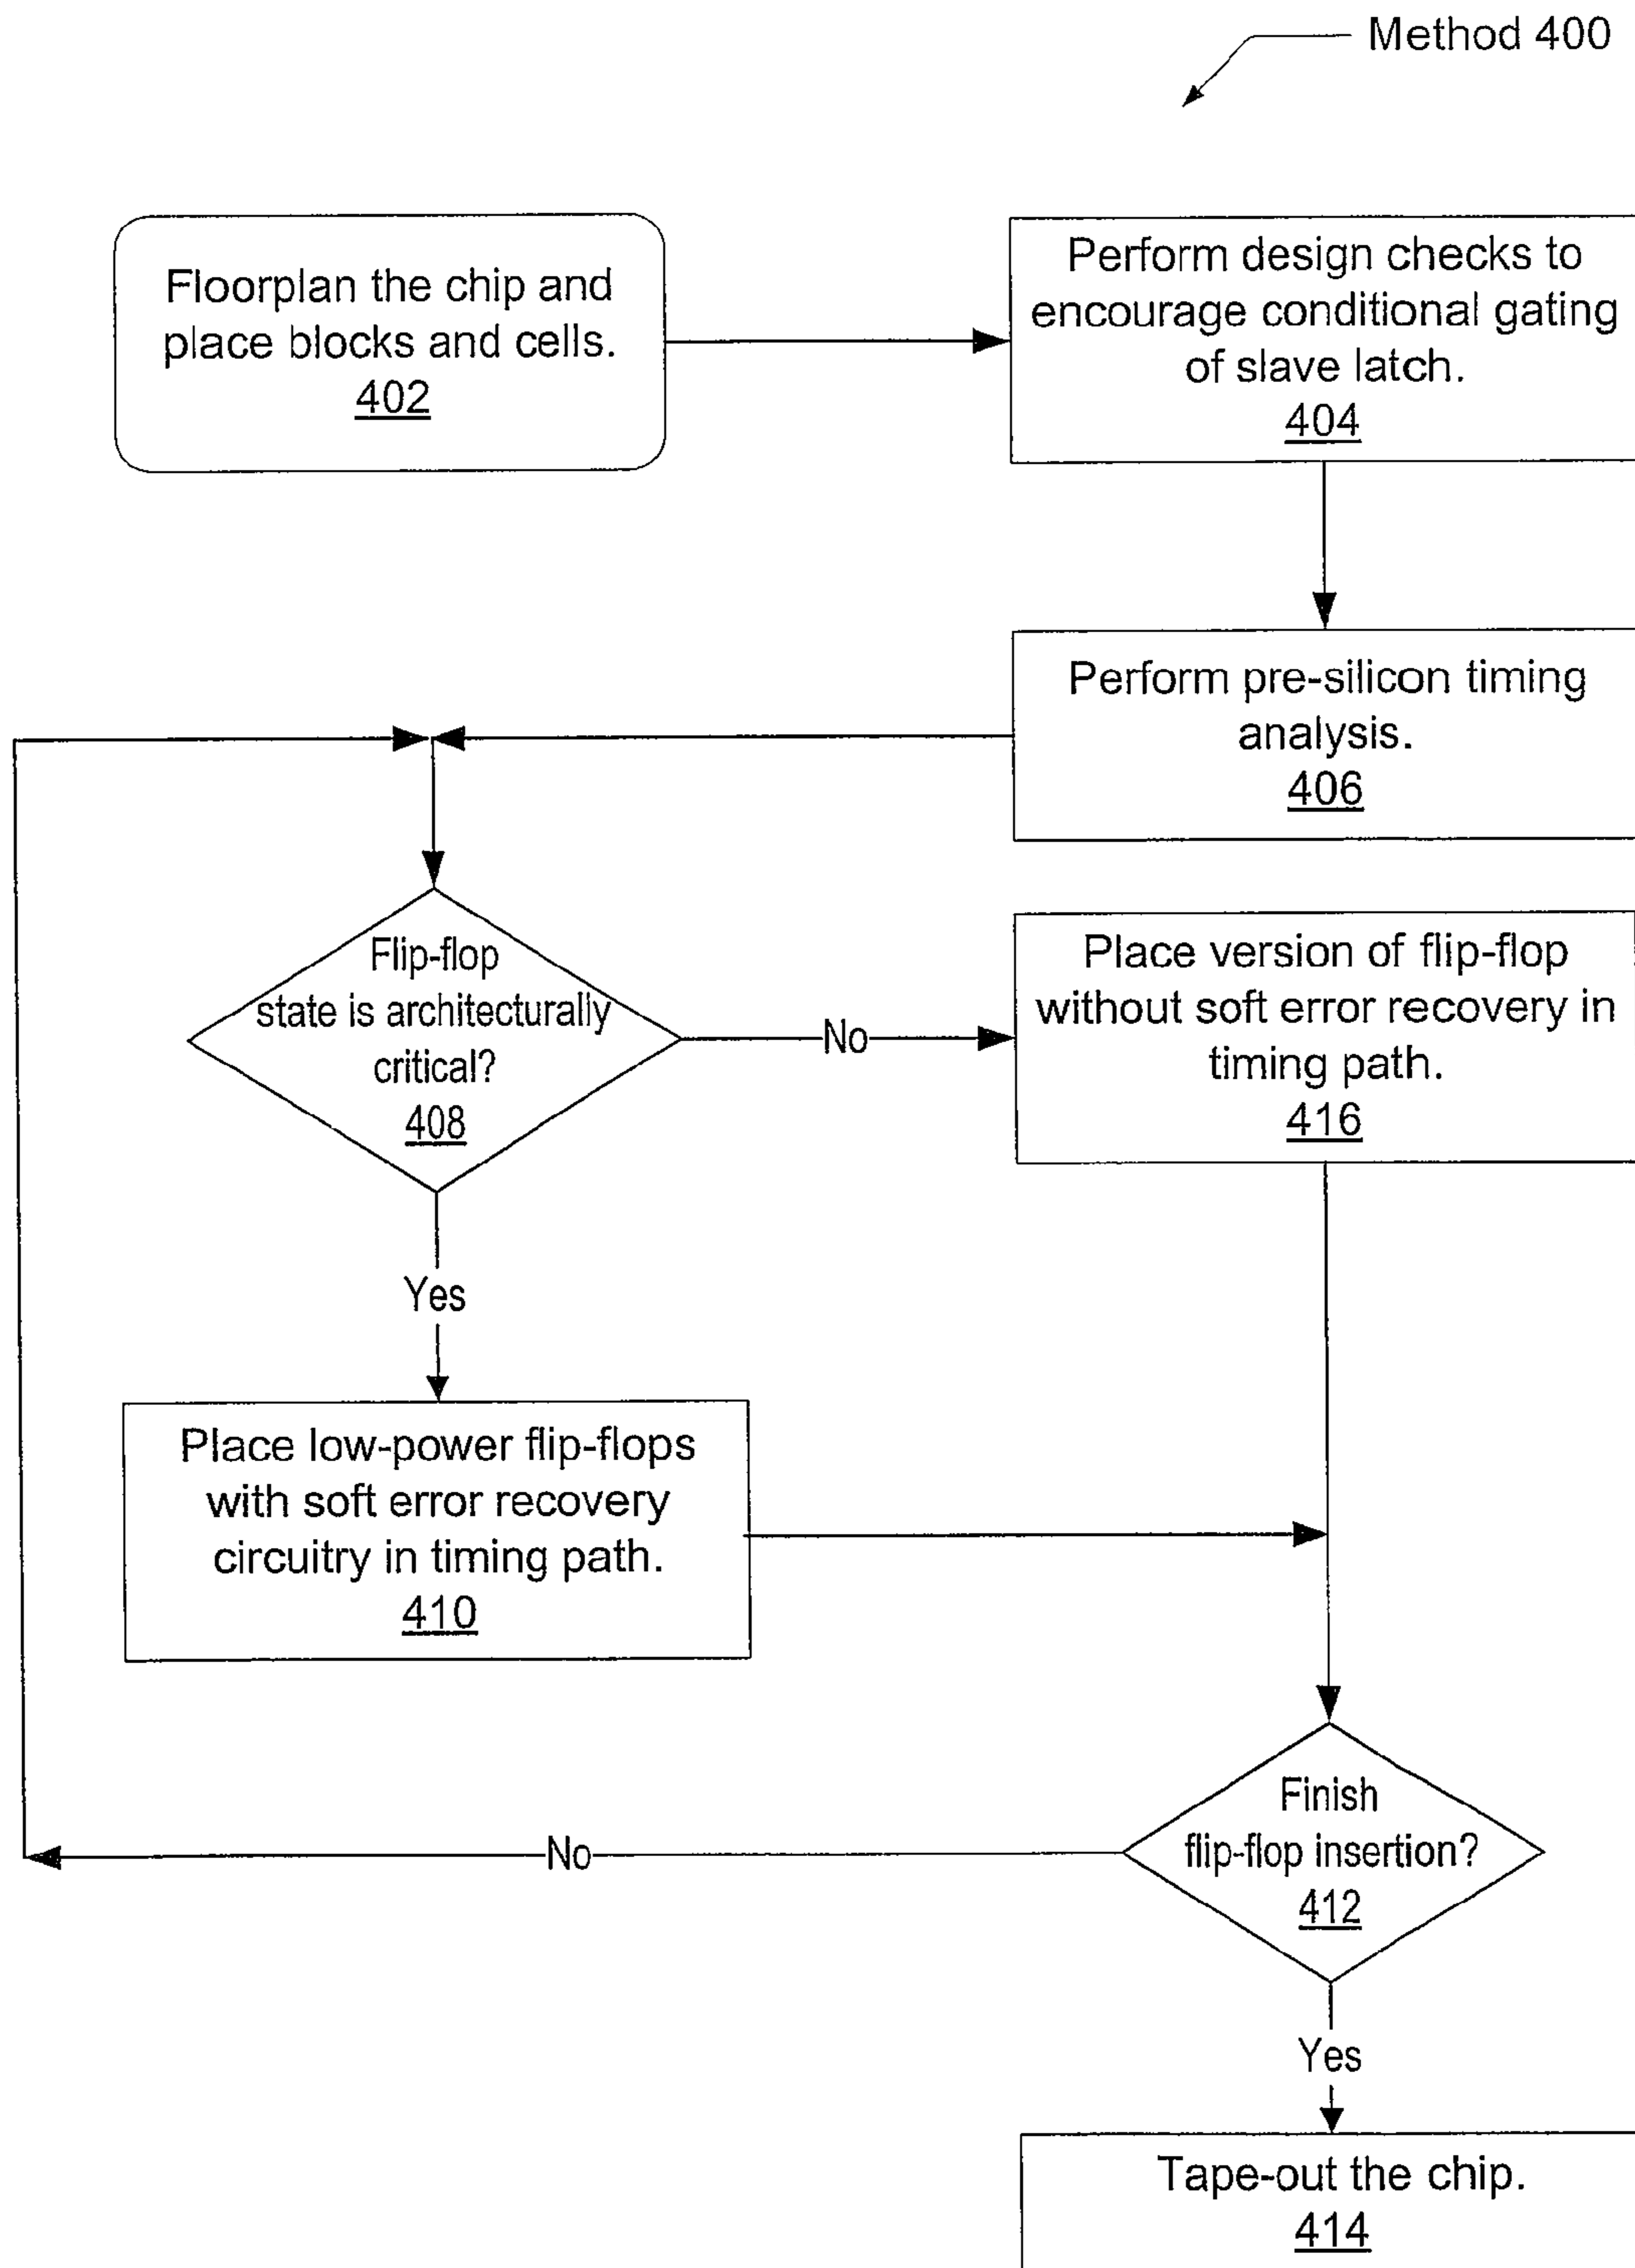 Method 400
Floorplan the chip and
place blocks and cells.
402
Perform design checks to
encourage conditional gating
of slave latch.
404
Perform pre-silicon timing
analysis.
406
Flip-flop
state is architecturally
critical?
408
No
Place version of flip-flop
without soft error recovery in
timing path.
416
Yes
Place low-power flip-flops
with soft error recovery
circuitry in timing path.
410
Finish
flip-flop insertion?
412
No
Yes
Tape-out the chip.
414